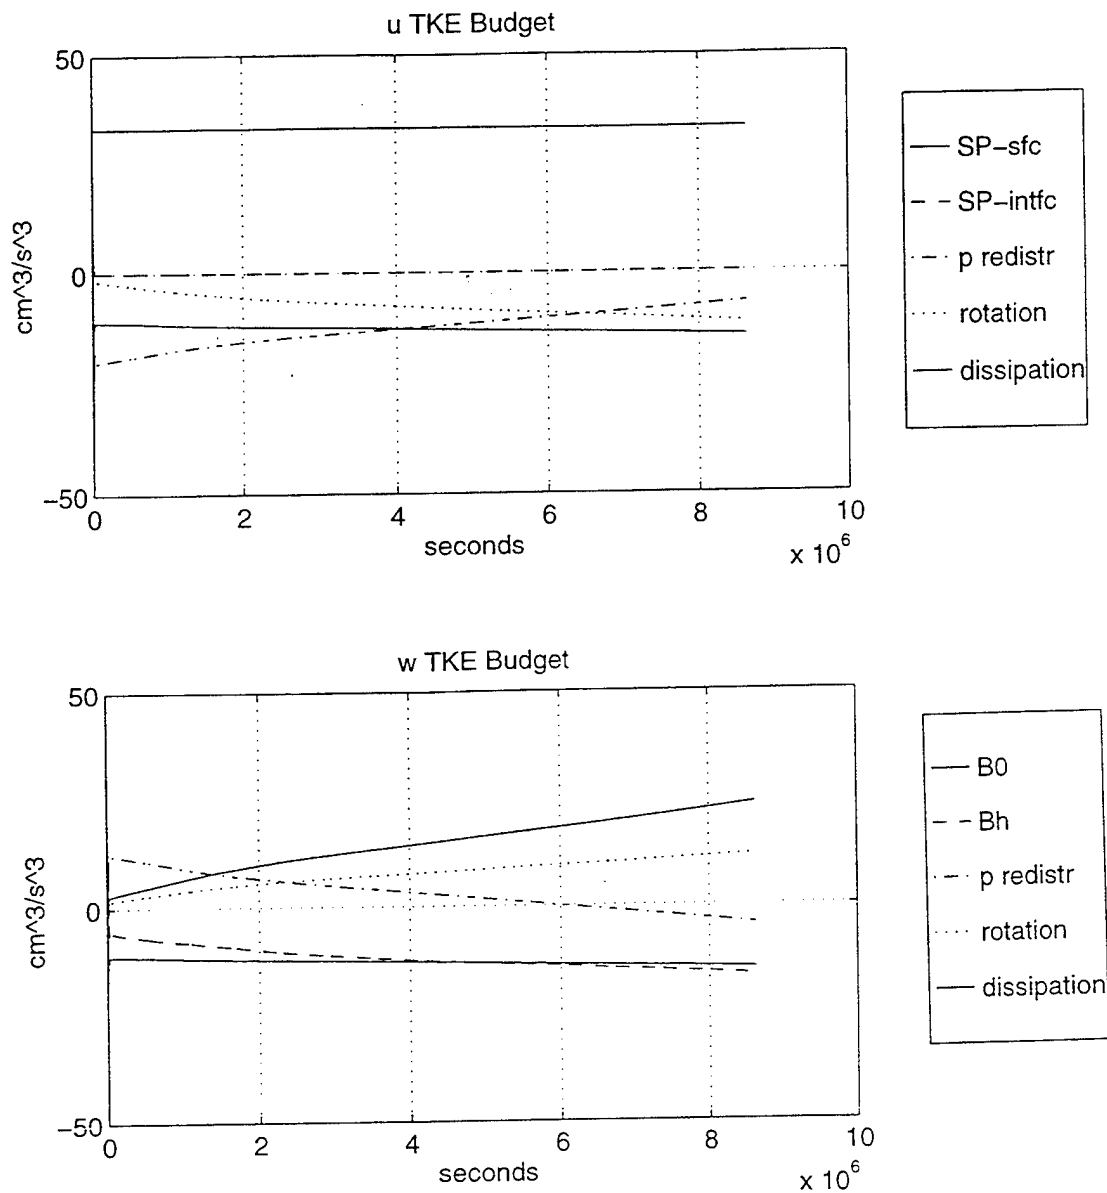 u TKE Budget
50
0
−50
cm^3/s^3
0 2 4 6 8 10
seconds
x 10^6
SP−sfc
SP−intfc
p redistr
rotation
dissipation
w TKE Budget
50
0
−50
cm^3/s^3
0 2 4 6 8 10
seconds
x 10^6
B0
Bh
p redistr
rotation
dissipation